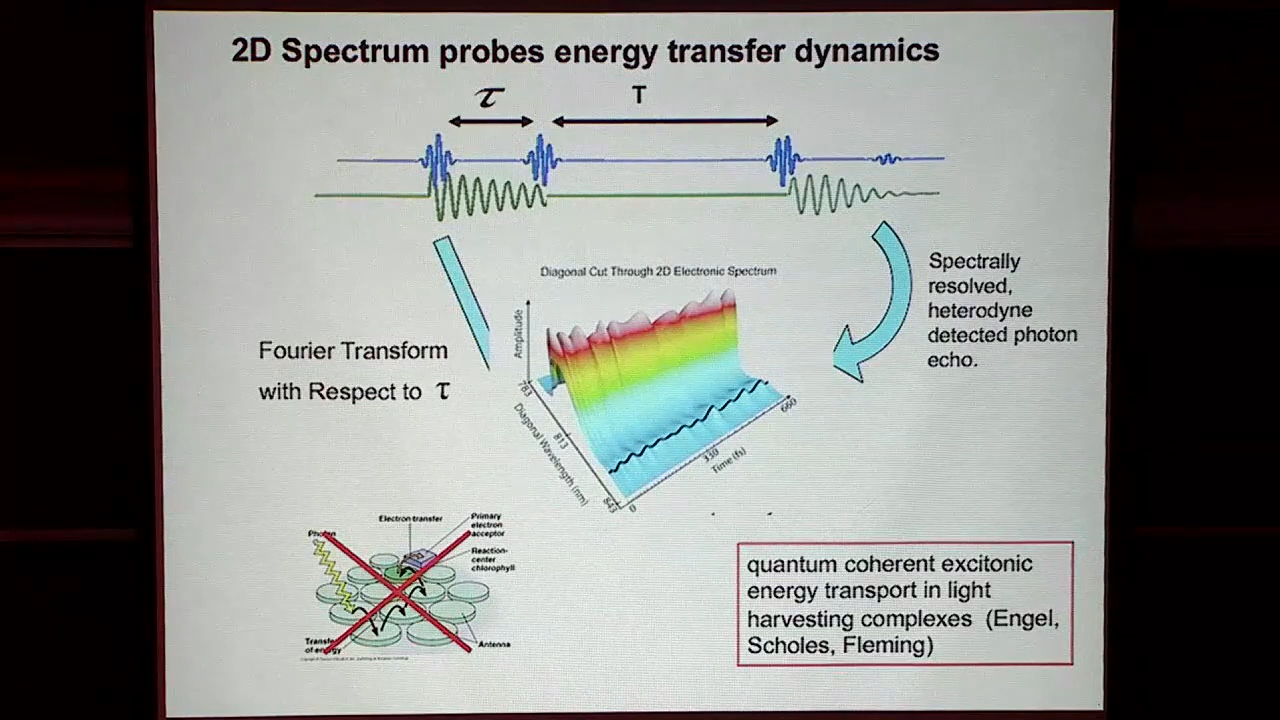 2D Spectrum probes energy transfer dynamics
τ
T
Spectrally
resolved,
heterodyne
detected photon
echo.
Diagonal Cut Through 2D Electronic Spectrum
Amplitude
783
813
843
Diagonal Wavelength (nm)
0
330
660
Time (fs)
Fourier Transform
with Respect to τ
Electron transfer
Primary
electron
acceptor
Photon
Reaction-
center
chlorophyll
Transfer
of energy
Antenna
quantum coherent excitonic
energy transport in light
harvesting complexes (Engel,
Scholes, Fleming)